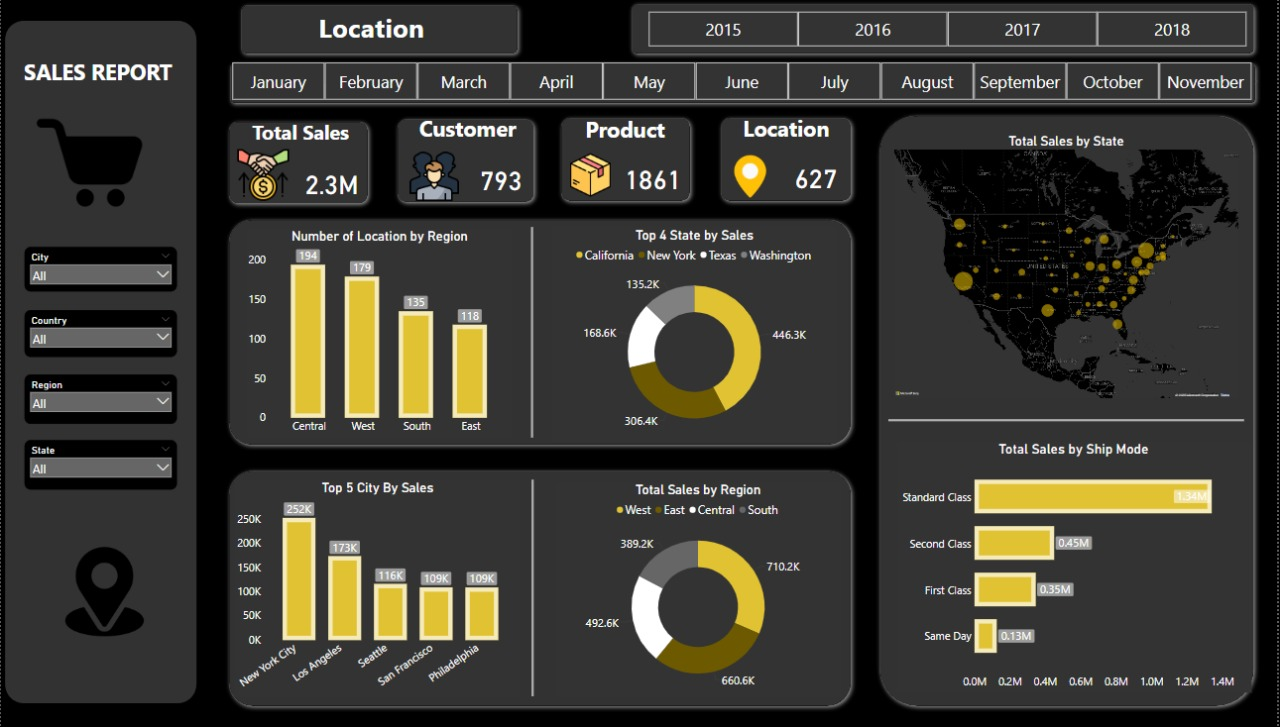 SALES REPORT
City
All
Country
All
Region
All
State
All
Location
2015 2016 2017 2018
January February March April May June July August September October November
Total Sales
2.3M
Customer
793
Product
1861
Location
627
Number of Location by Region
200
150
100
50
0
194
179
135
118
Central West South East
Top 4 State by Sales
California New York Texas Washington
135.2K
168.6K
446.3K
306.4K
Top 5 City By Sales
250K
200K
150K
100K
50K
0K
252K
173K
116K
109K
109K
New York City
Los Angeles
Seattle
San Francisco
Philadelphia
Total Sales by Region
West East Central South
389.2K
710.2K
492.6K
660.6K
Total Sales by State
UNITED STATES
Total Sales by Ship Mode
Standard Class 1.34M
Second Class 0.45M
First Class 0.35M
Same Day 0.13M
0.0M 0.2M 0.4M 0.6M 0.8M 1.0M 1.2M 1.4M